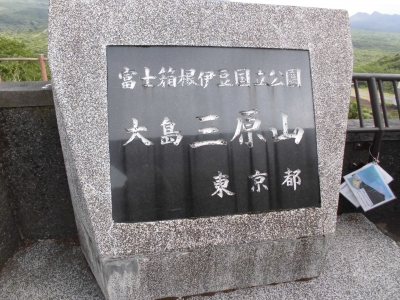 富士箱根伊豆国立公園
大島三原山
東京都